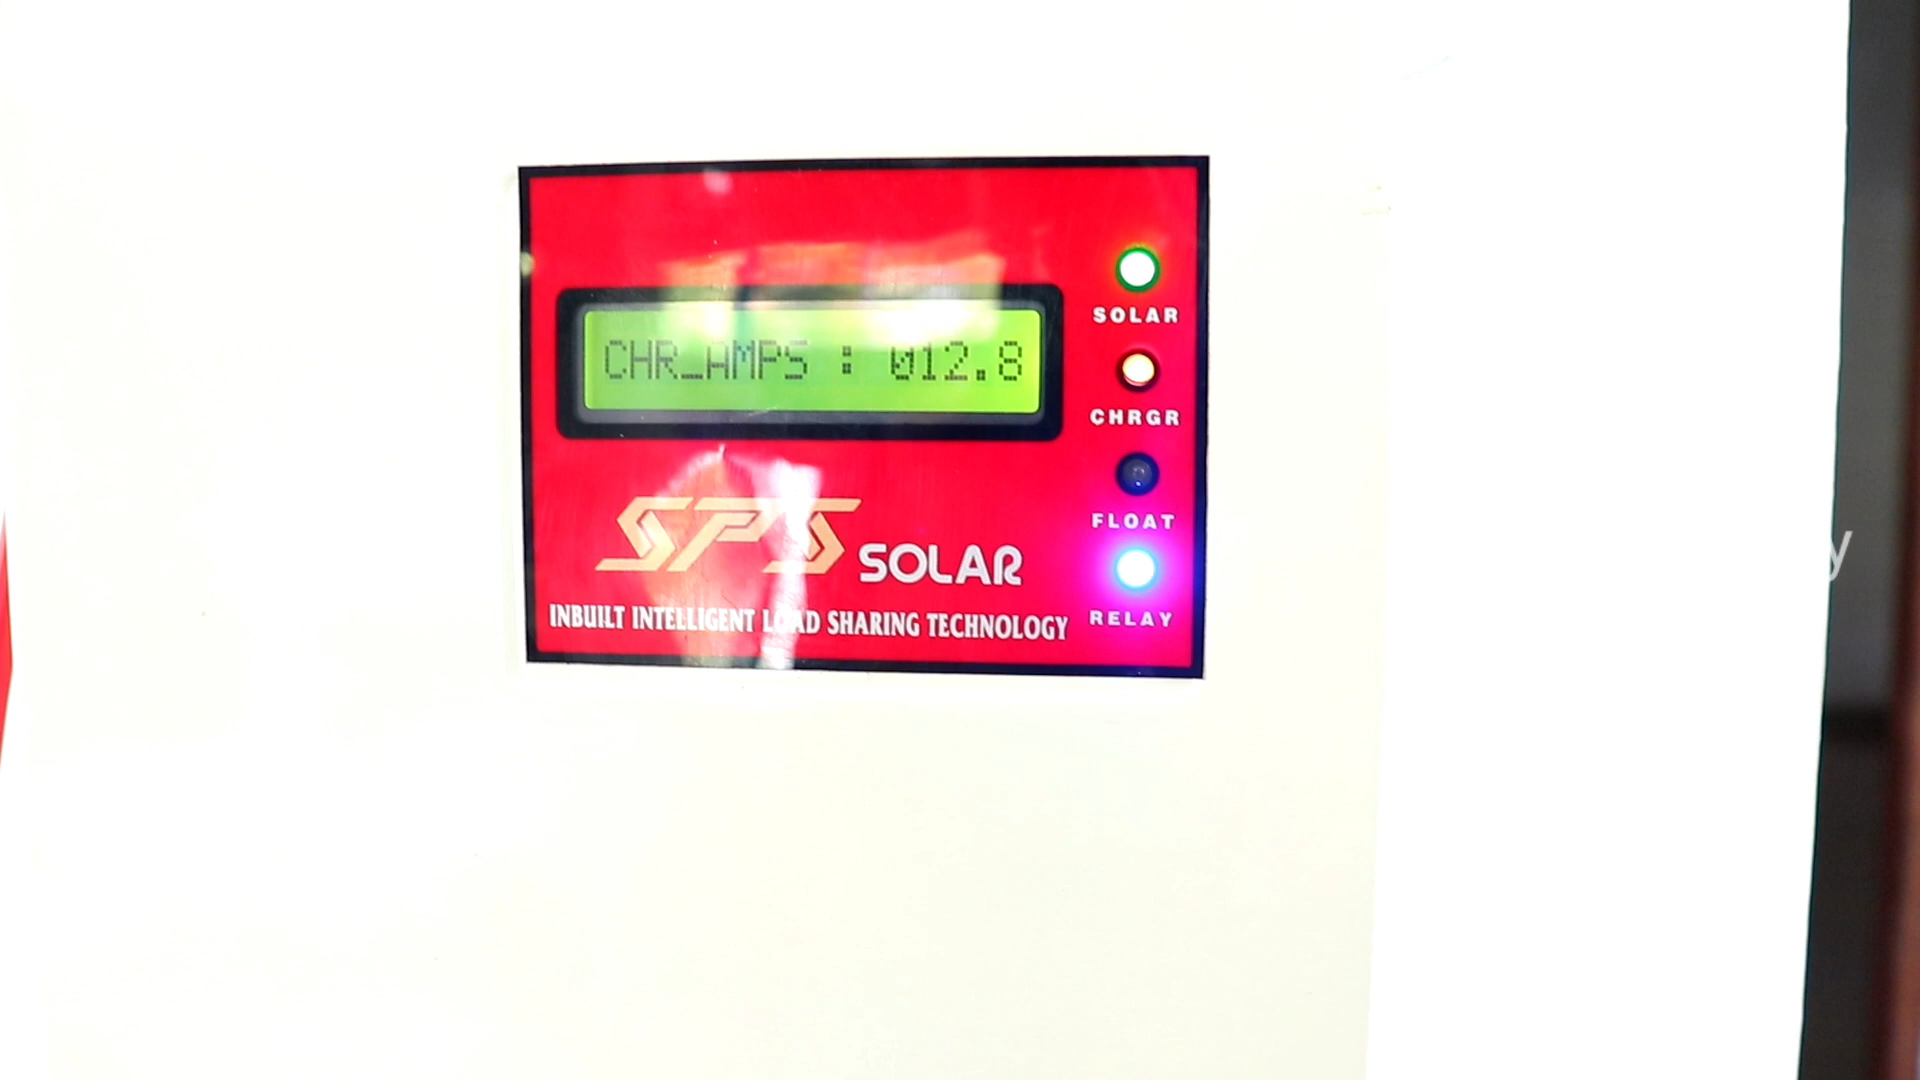 CHR_AMPS : 012.8
SOLAR
CHRGR
FLOAT
RELAY
SPS SOLAR
INBUILT INTELLIGENT LOAD SHARING TECHNOLOGY
y